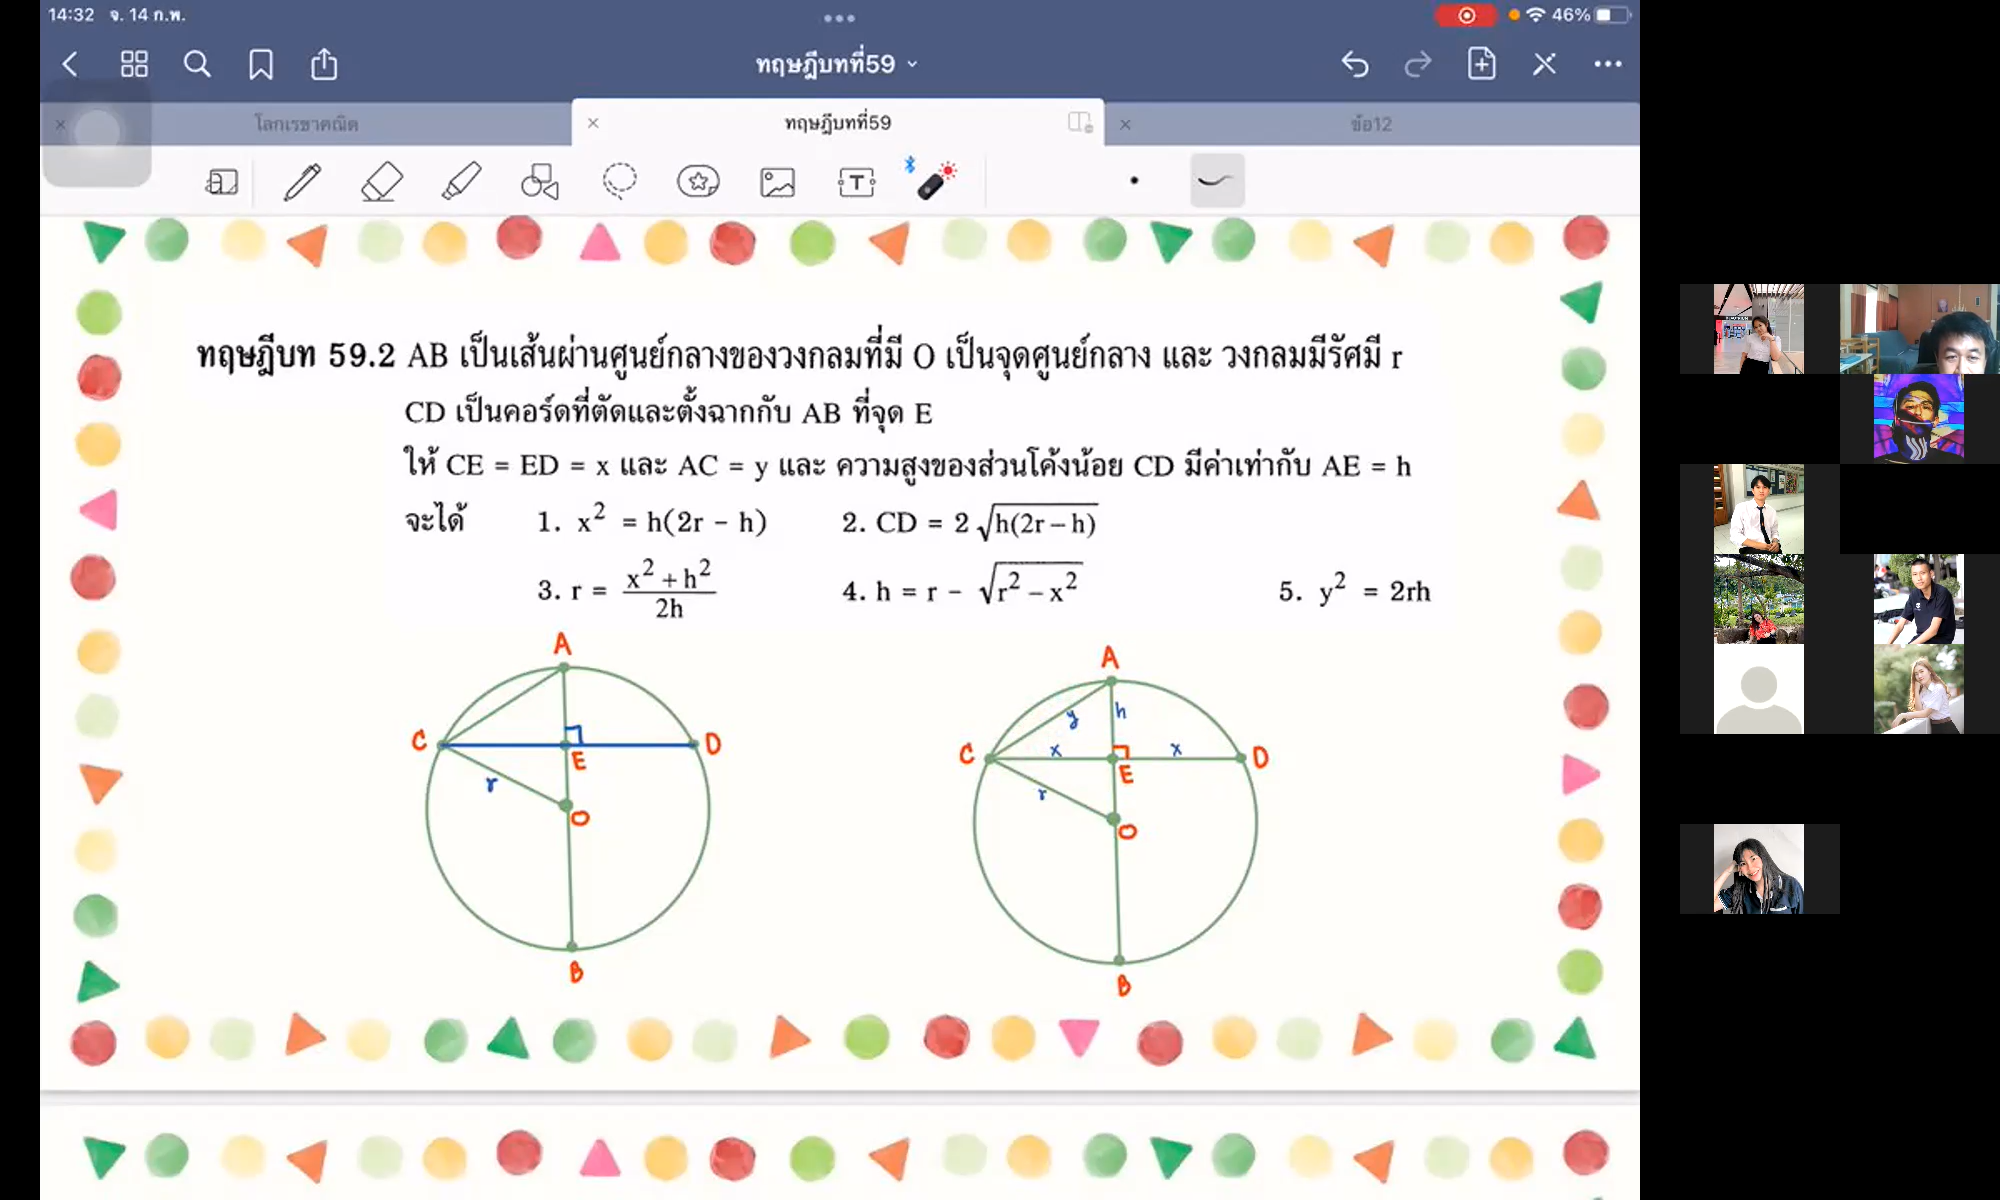 14:32 จ. 14 ก.พ.
46%
ทฤษฎีบทที่59
โลกเรขาคณิต
ทฤษฎีบทที่59
ข้อ12
ทฤษฎีบท 59.2 AB เป็นเส้นผ่านศูนย์กลางของวงกลมที่มี O เป็นจุดศูนย์กลาง และ วงกลมมีรัศมี r
CD เป็นคอร์ดที่ตัดและตั้งฉากกับ AB ที่จุด E
ให้ CE = ED = x และ AC = y และ ความสูงของส่วนโค้งน้อย CD มีค่าเท่ากับ AE = h
จะได้ 1. x² = h(2r – h) 2. CD = 2√h(2r – h)
3. r = x² + h² / 2h 4. h = r – √r² – x² 5. y² = 2rh
A
C
D
E
r
O
B
A
y
h
C
x
x
D
E
r
O
B